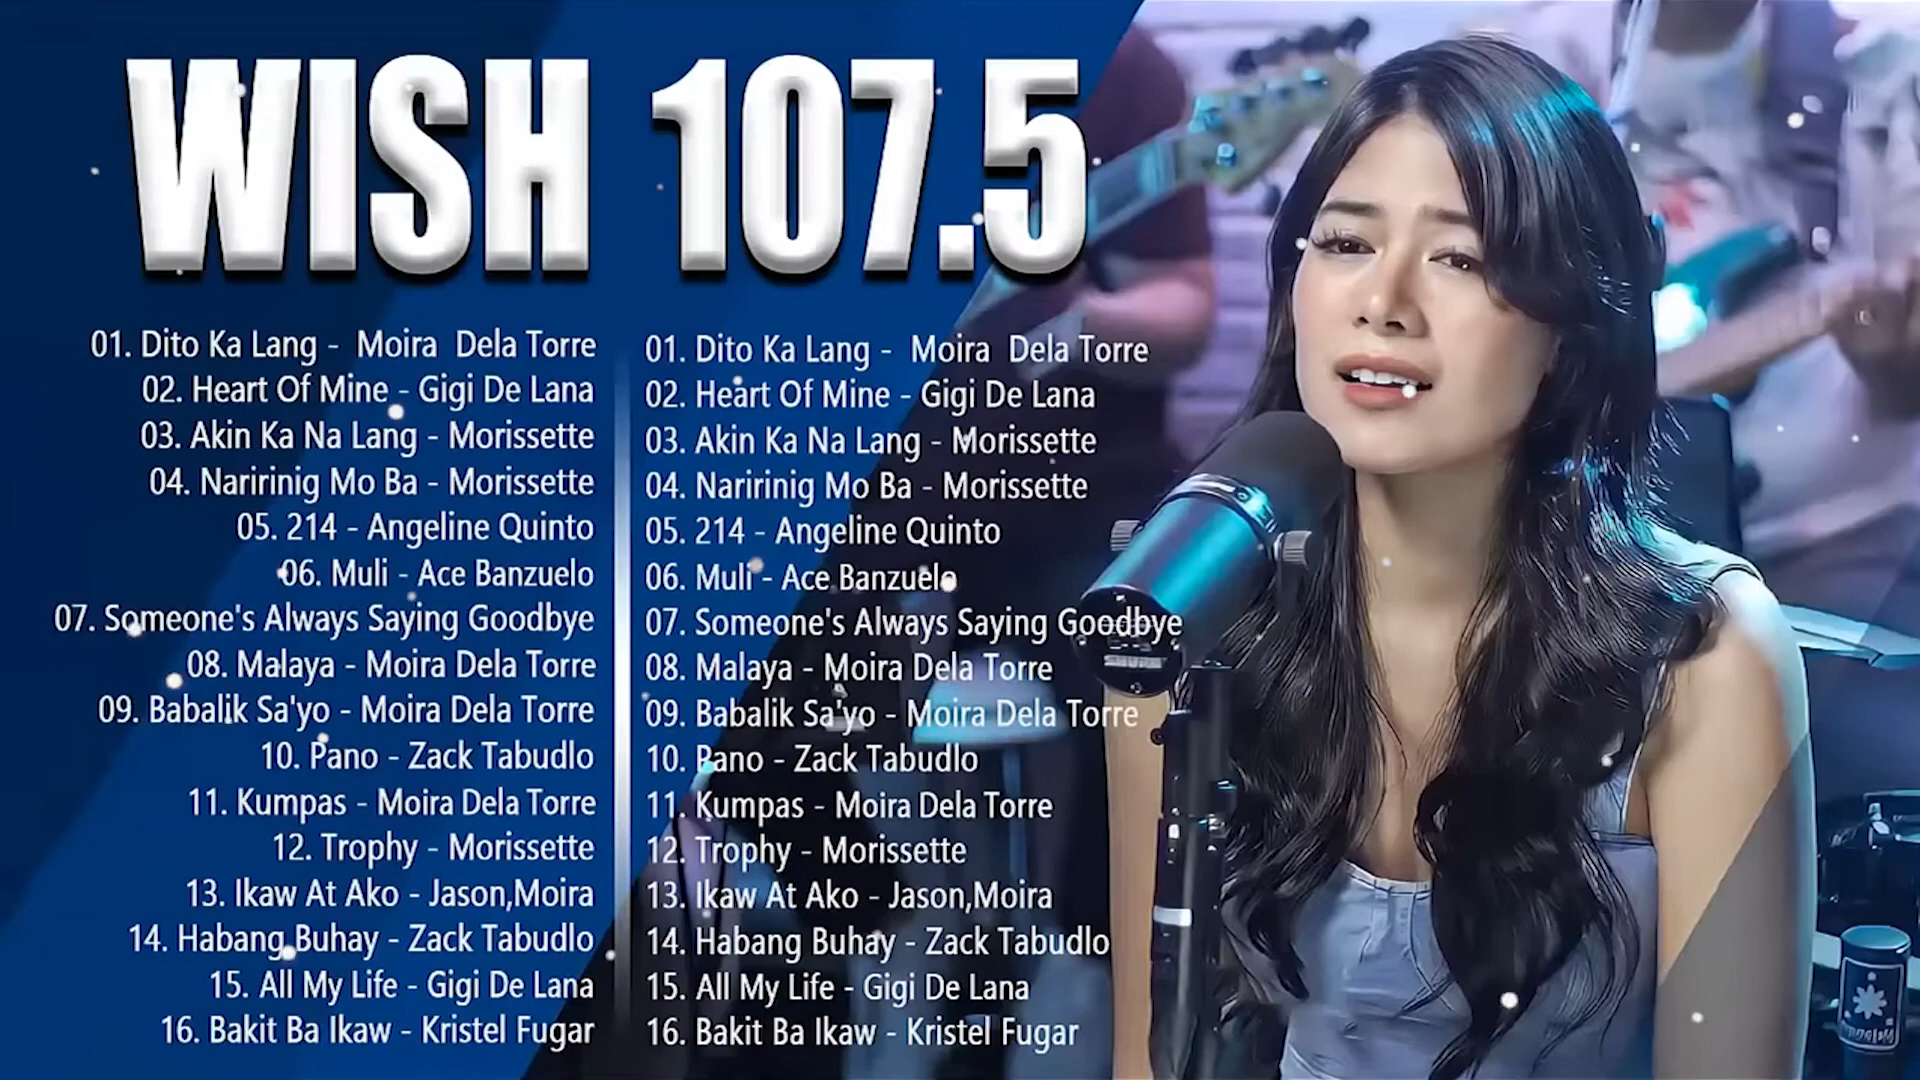 WISH 107.5
01. Dito Ka Lang - Moira Dela Torre
02. Heart Of Mine - Gigi De Lana
03. Akin Ka Na Lang - Morissette
04. Naririnig Mo Ba - Morissette
05. 214 - Angeline Quinto
06. Muli - Ace Banzuelo
07. Someone's Always Saying Goodbye
08. Malaya - Moira Dela Torre
09. Babalik Sa'yo - Moira Dela Torre
10. Pano - Zack Tabudlo
11. Kumpas - Moira Dela Torre
12. Trophy - Morissette
13. Ikaw At Ako - Jason,Moira
14. Habang Buhay - Zack Tabudlo
15. All My Life - Gigi De Lana
16. Bakit Ba Ikaw - Kristel Fugar
01. Dito Ka Lang - Moira Dela Torre
02. Heart Of Mine - Gigi De Lana
03. Akin Ka Na Lang - Morissette
04. Naririnig Mo Ba - Morissette
05. 214 - Angeline Quinto
06. Muli - Ace Banzuelo
07. Someone's Always Saying Goodbye
08. Malaya - Moira Dela Torre
09. Babalik Sa'yo - Moira Dela Torre
10. Pano - Zack Tabudlo
11. Kumpas - Moira Dela Torre
12. Trophy - Morissette
13. Ikaw At Ako - Jason,Moira
14. Habang Buhay - Zack Tabudlo
15. All My Life - Gigi De Lana
16. Bakit Ba Ikaw - Kristel Fugar